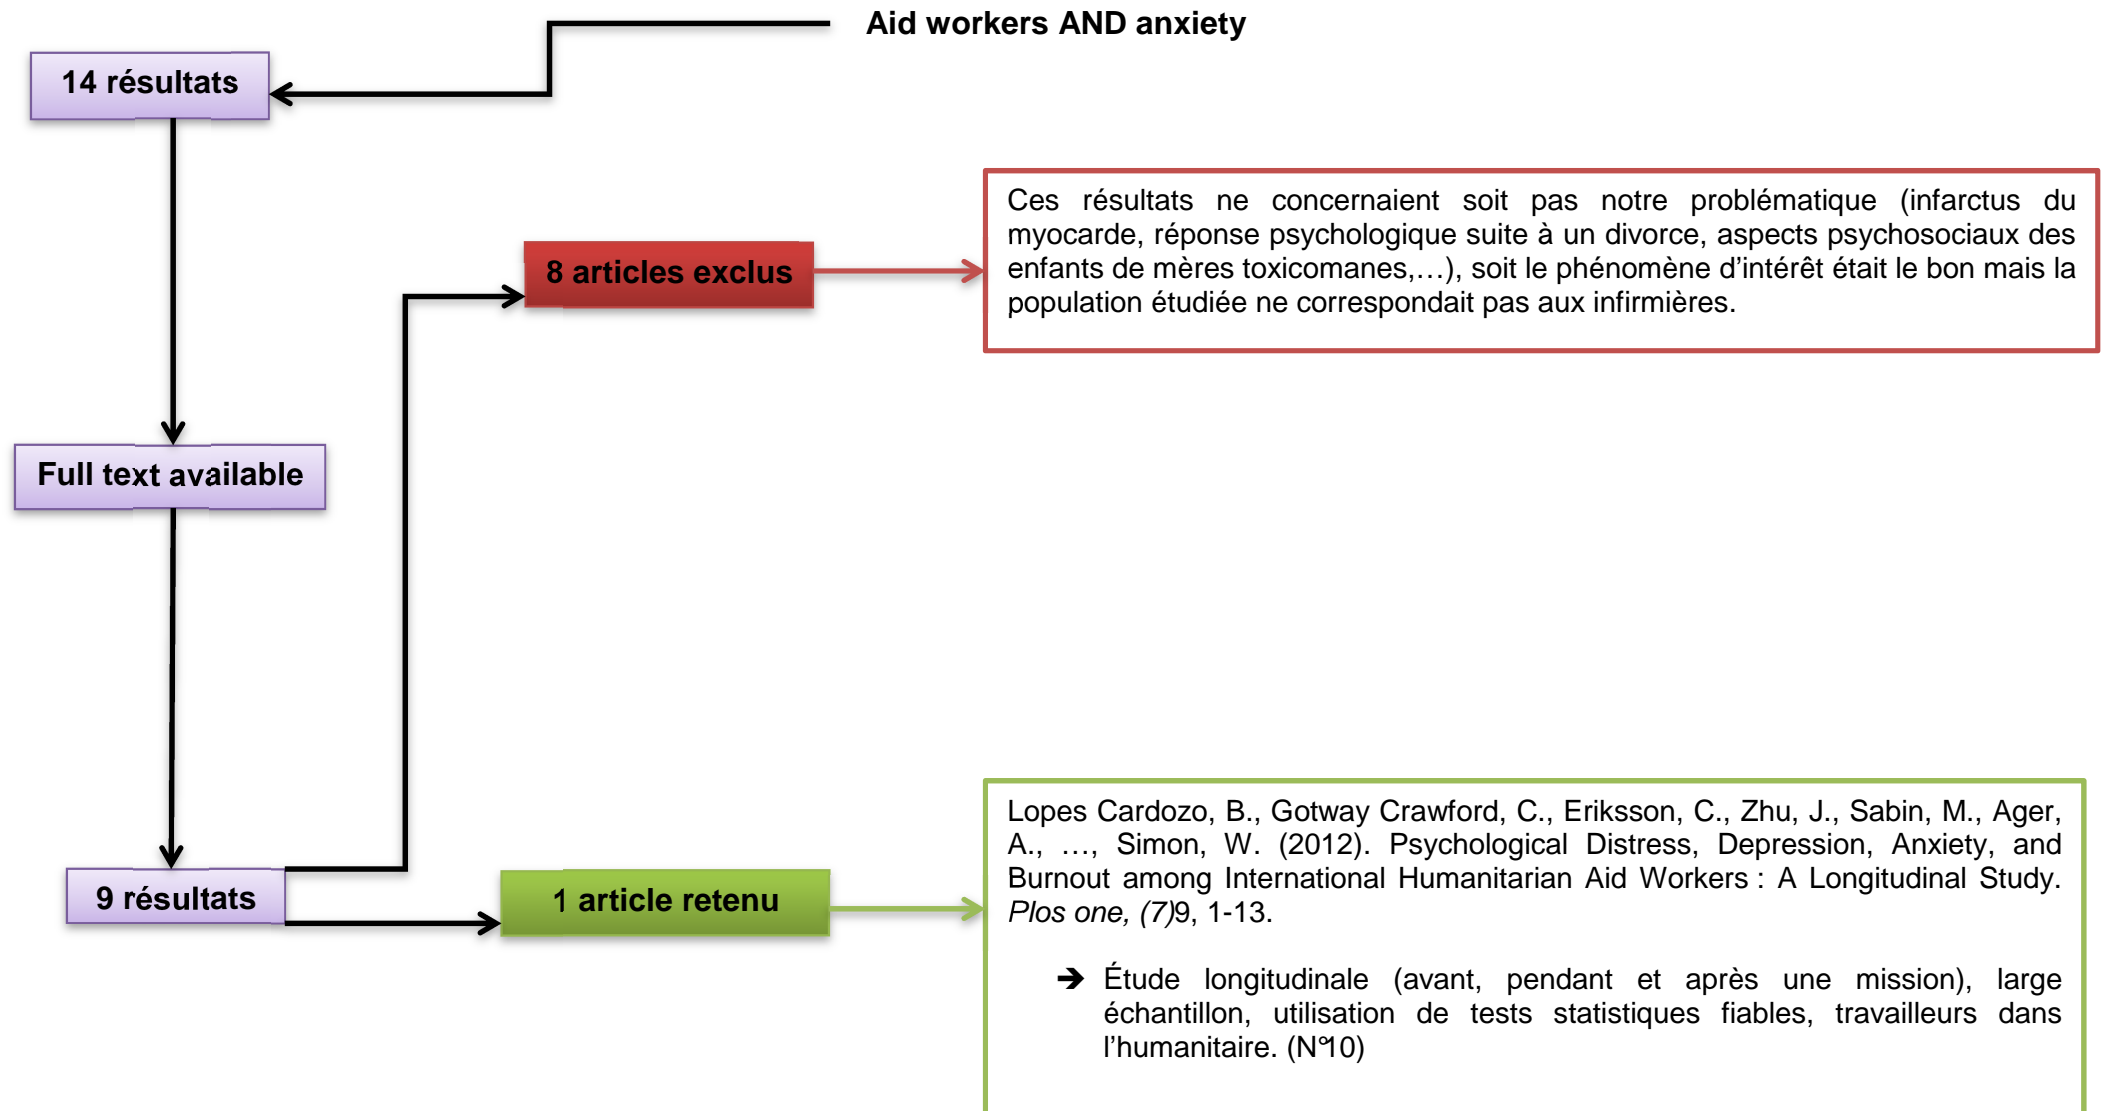 Aid workers AND anxiety
14 résultats
Ces résultats ne concernaient soit pas notre problématique (infarctus du
myocarde, réponse psychologique suite à un divorce, aspects psychosociaux des
enfants de mères toxicomanes,…), soit le phénomène d’intérêt était le bon mais la
population étudiée ne correspondait pas aux infirmières.
8 articles exclus
Full text available
9 résultats
1 article retenu
Lopes Cardozo, B., Gotway Crawford, C., Eriksson, C., Zhu, J., Sabin, M., Ager,
A., …, Simon, W. (2012). Psychological Distress, Depression, Anxiety, and
Burnout among International Humanitarian Aid Workers : A Longitudinal Study.
Plos one, (7)9, 1-13.
➔ Étude longitudinale (avant, pendant et après une mission), large
échantillon, utilisation de tests statistiques fiables, travailleurs dans
l’humanitaire. (N°10)